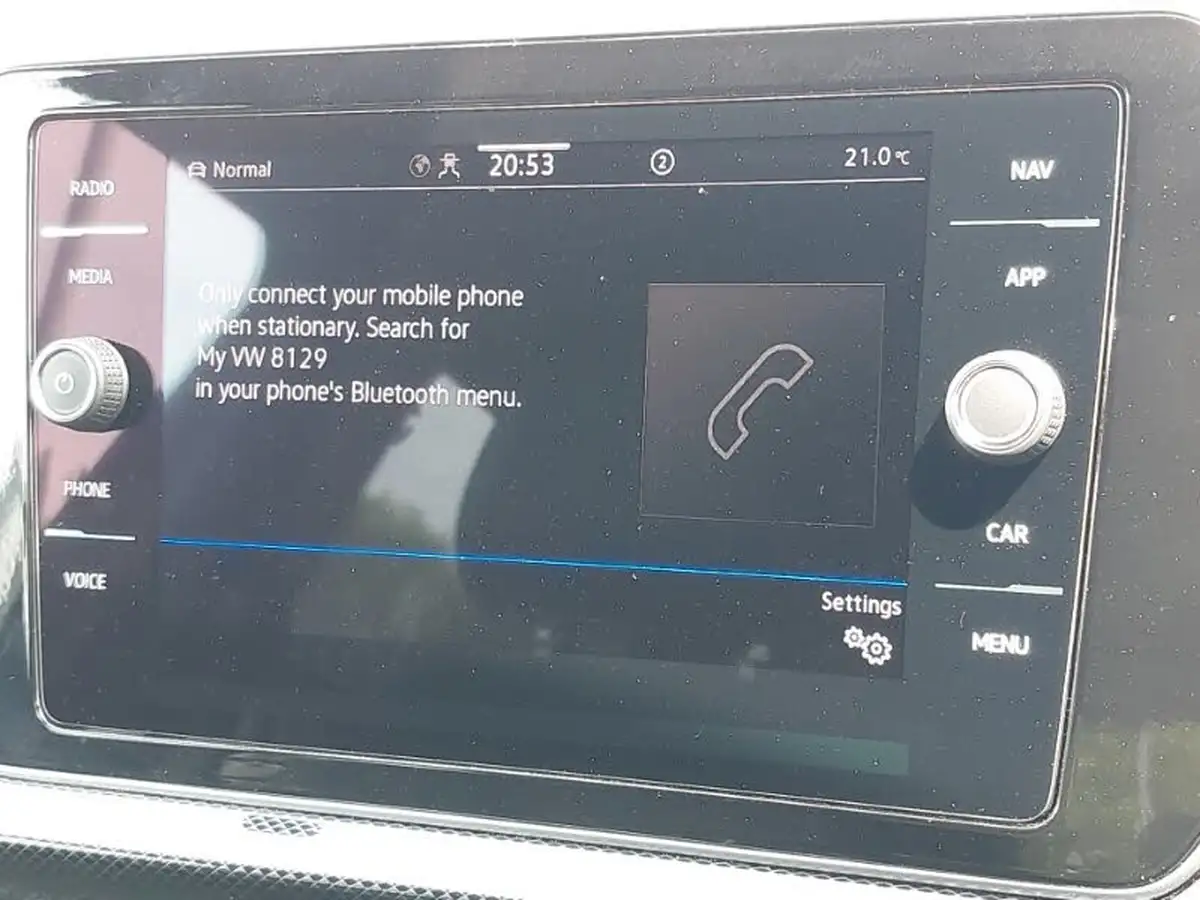 Normal 20:53 2 21.0°C
RADIO
MEDIA
PHONE
VOICE
Only connect your mobile phone
when stationary. Search for
My VW 8129
in your phone's Bluetooth menu.
Settings
NAV
APP
CAR
MENU